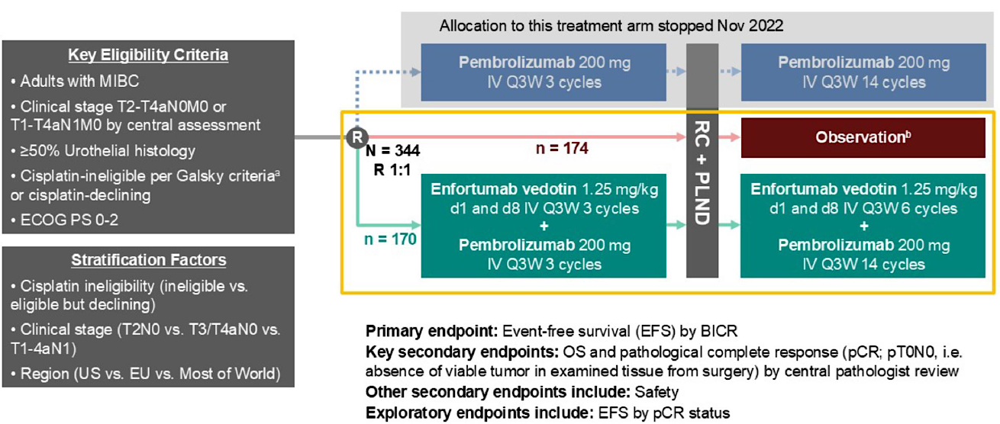 Key Eligibility Criteria
• Adults with MIBC
• Clinical stage T2-T4aN0M0 or
T1-T4aN1M0 by central assessment
• ≥50% Urothelial histology
• Cisplatin-ineligible per Galsky criteriaᵃ
or cisplatin-declining
• ECOG PS 0-2
Stratification Factors
• Cisplatin ineligibility (ineligible vs.
eligible but declining)
• Clinical stage (T2N0 vs. T3/T4aN0 vs.
T1-4aN1)
• Region (US vs. EU vs. Most of World)
R
N = 344
R 1:1
n = 174
n = 170
Allocation to this treatment arm stopped Nov 2022
Pembrolizumab 200 mg
IV Q3W 3 cycles
Enfortumab vedotin 1.25 mg/kg
d1 and d8 IV Q3W 3 cycles
+
Pembrolizumab 200 mg
IV Q3W 3 cycles
RC + PLND
Pembrolizumab 200 mg
IV Q3W 14 cycles
Observationᵇ
Enfortumab vedotin 1.25 mg/kg
d1 and d8 IV Q3W 6 cycles
+
Pembrolizumab 200 mg
IV Q3W 14 cycles
Primary endpoint: Event-free survival (EFS) by BICR
Key secondary endpoints: OS and pathological complete response (pCR; pT0N0, i.e.
absence of viable tumor in examined tissue from surgery) by central pathologist review
Other secondary endpoints include: Safety
Exploratory endpoints include: EFS by pCR status